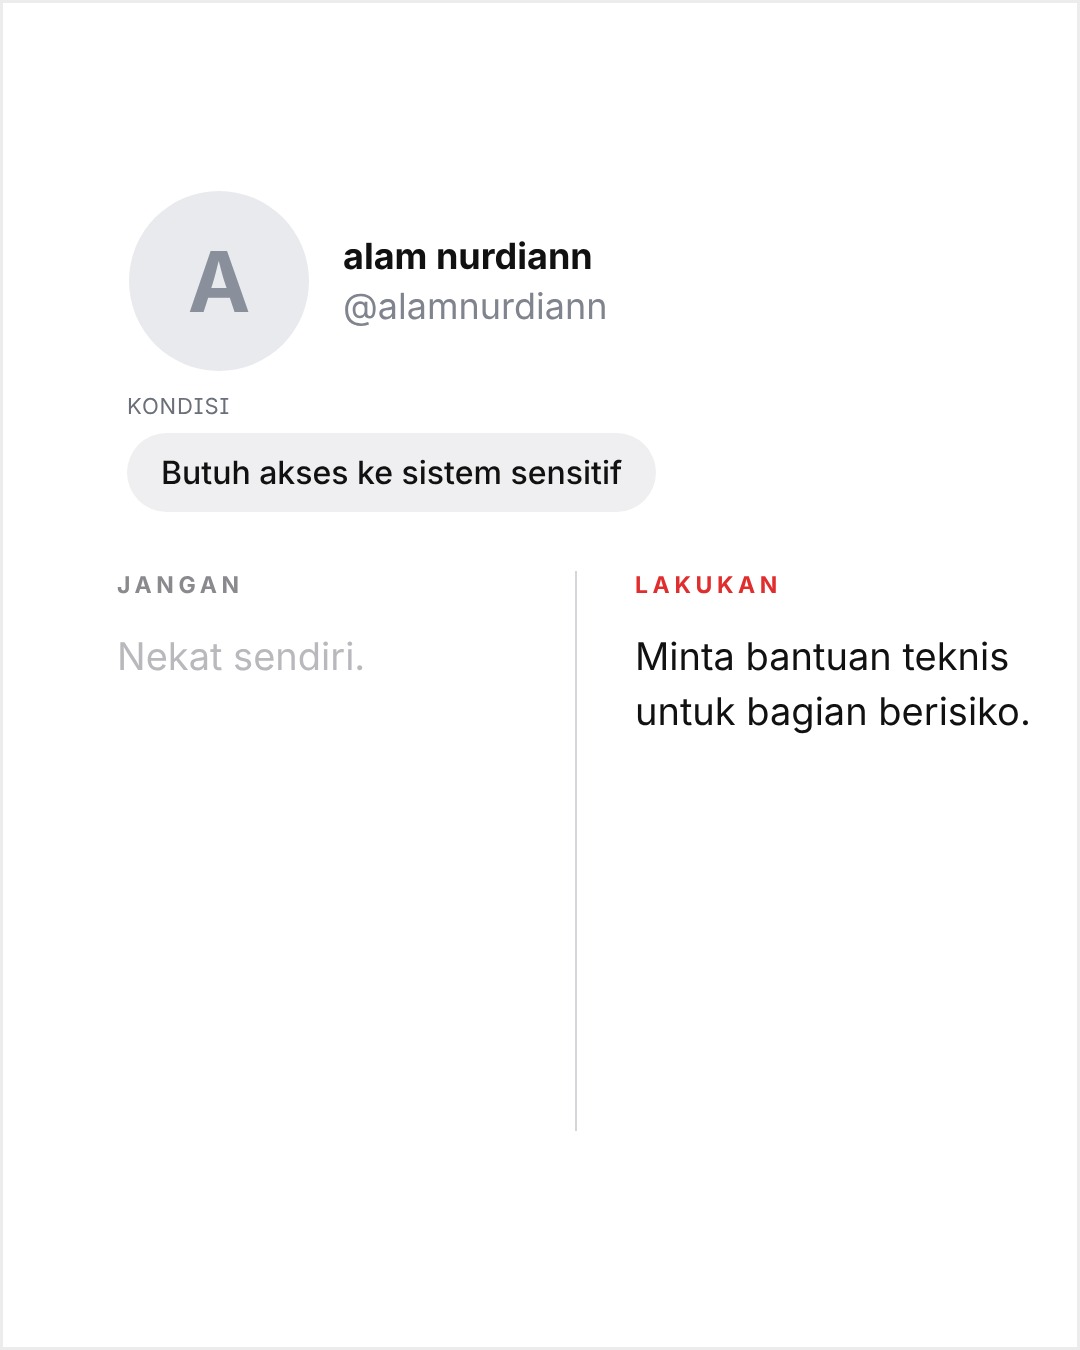 A
alam nurdiann
@alamnurdiann
KONDISI
Butuh akses ke sistem sensitif
JANGAN
Nekat sendiri.
LAKUKAN
Minta bantuan teknis
untuk bagian berisiko.